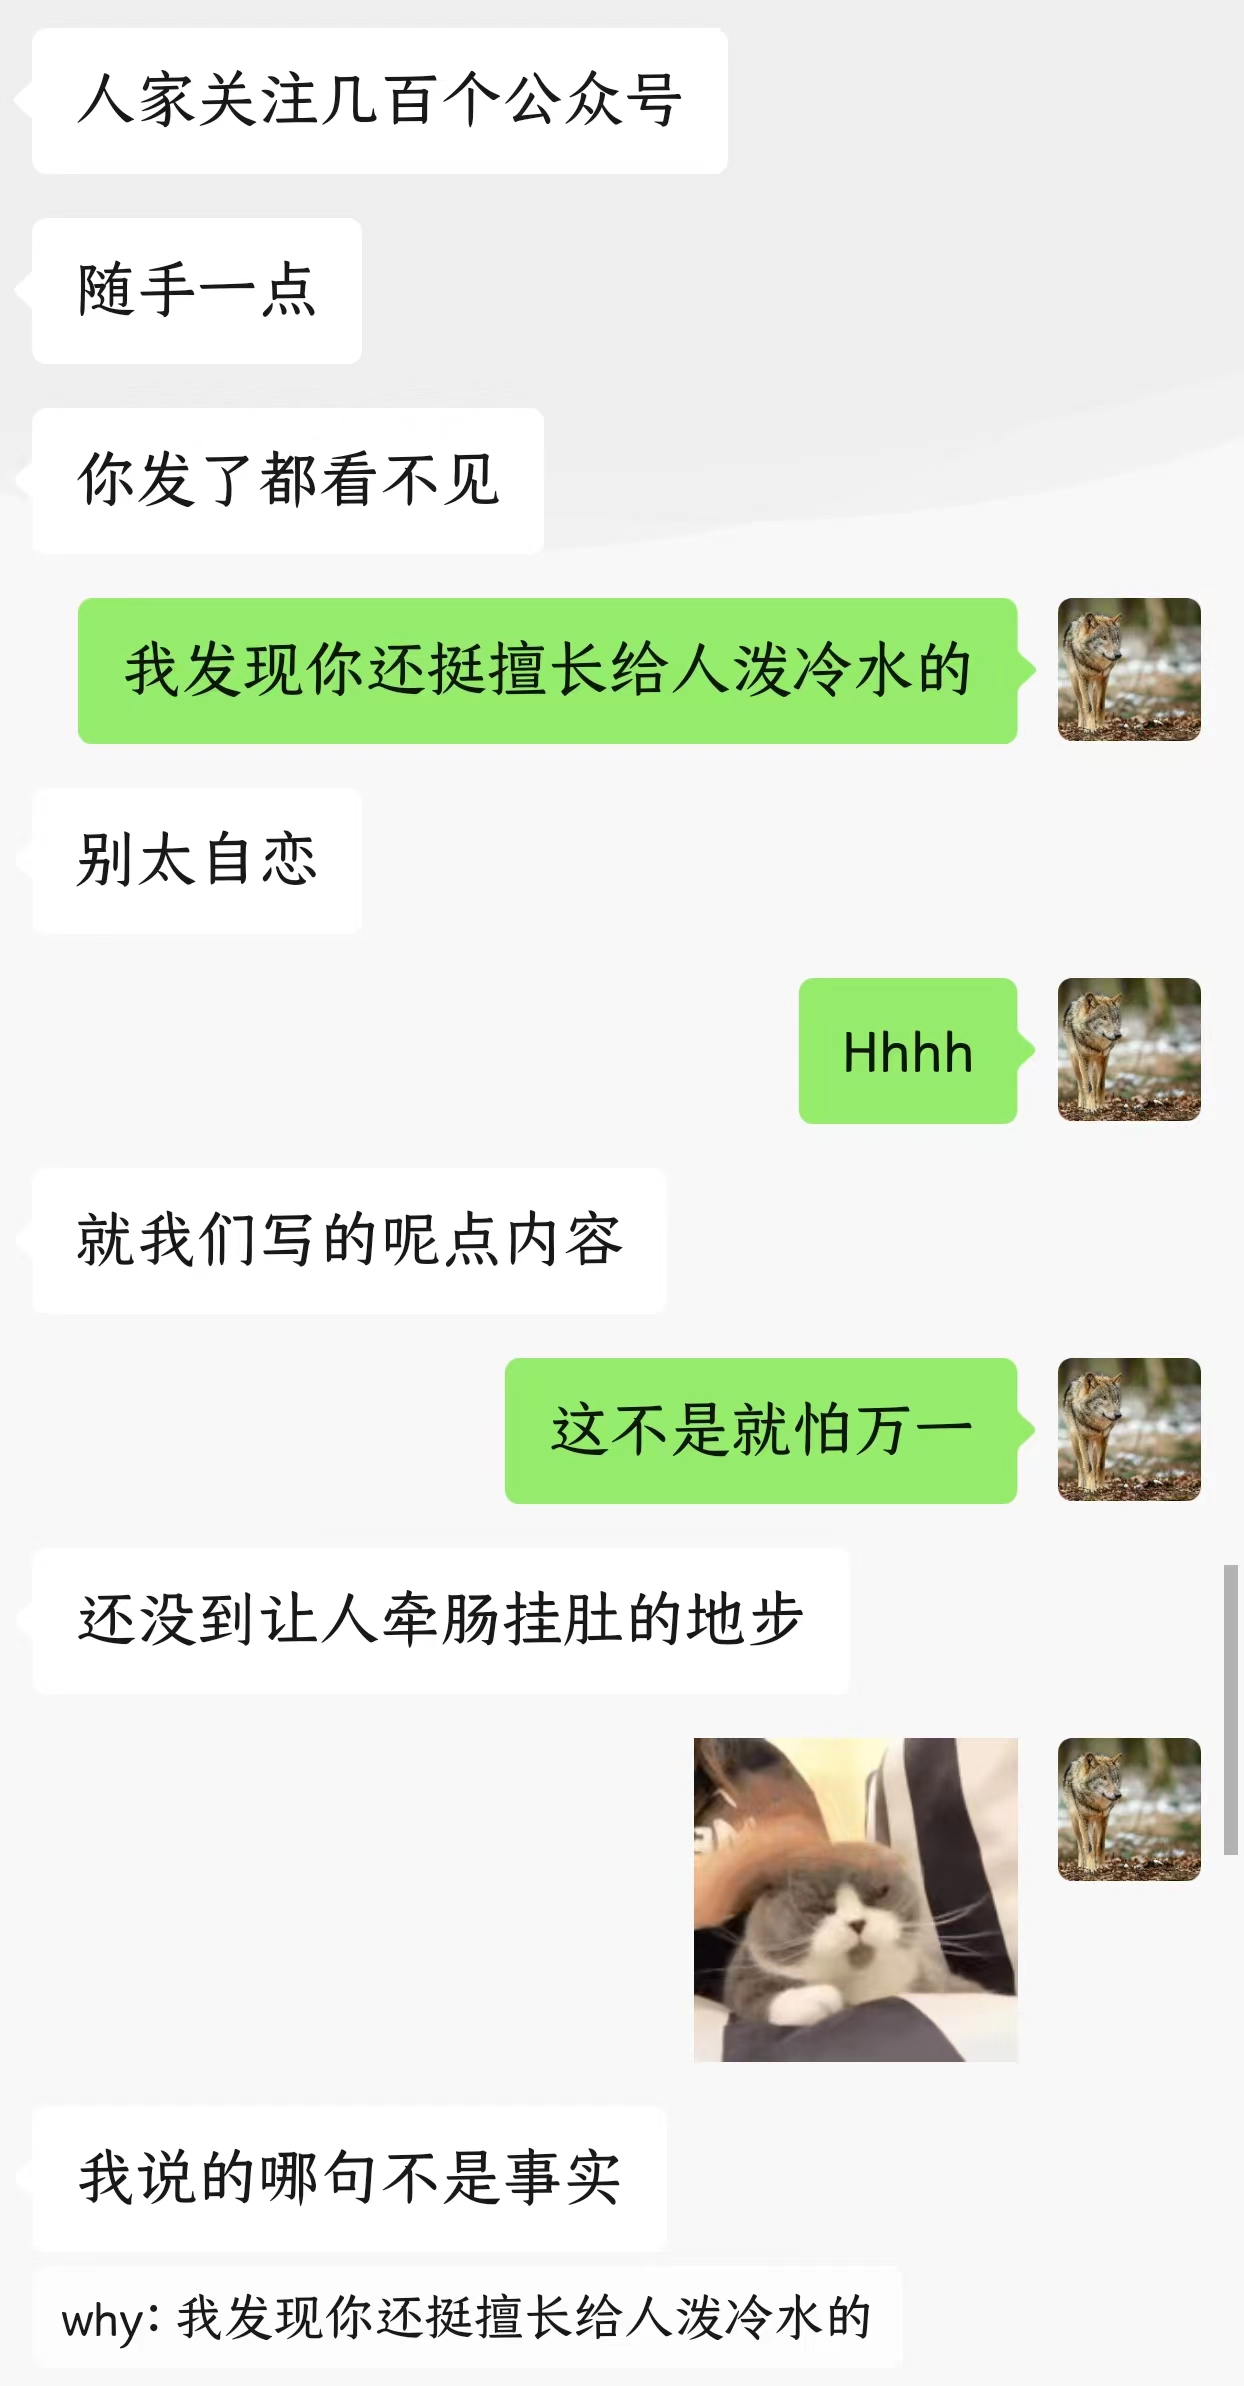 人家关注几百个公众号
随手一点
你发了都看不见
我发现你还挺擅长给人泼冷水的
别太自恋
Hhhh
就我们写的呢点内容
这不是就怕万一
还没到让人牵肠挂肚的地步
我说的哪句不是事实
why: 我发现你还挺擅长给人泼冷水的